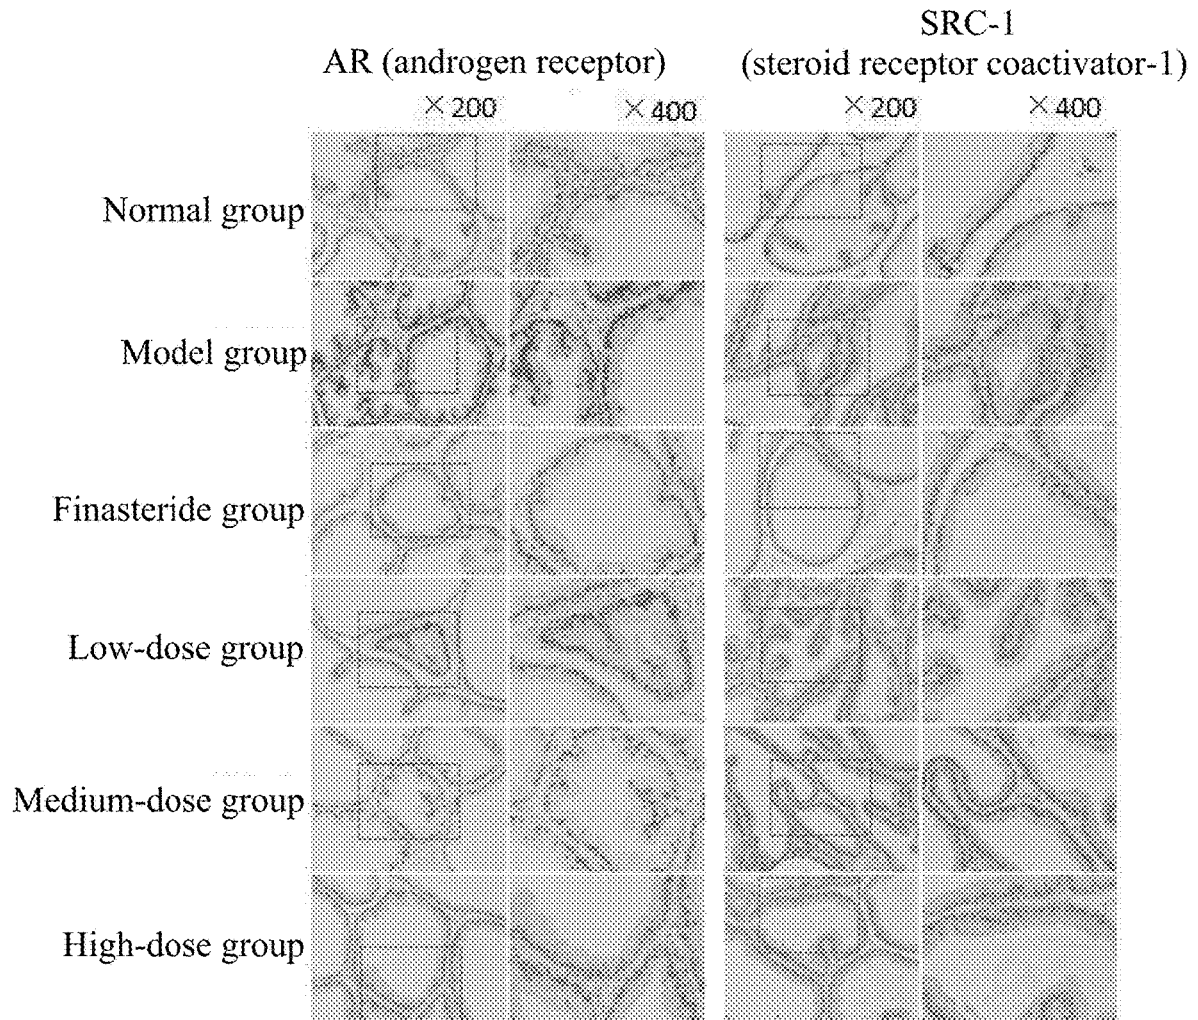 SRC-1
AR (androgen receptor) (steroid receptor coactivator-1)
×200 ×400 ×200 ×400
Normal group
Model group
Finasteride group
Low-dose group
Medium-dose group
High-dose group